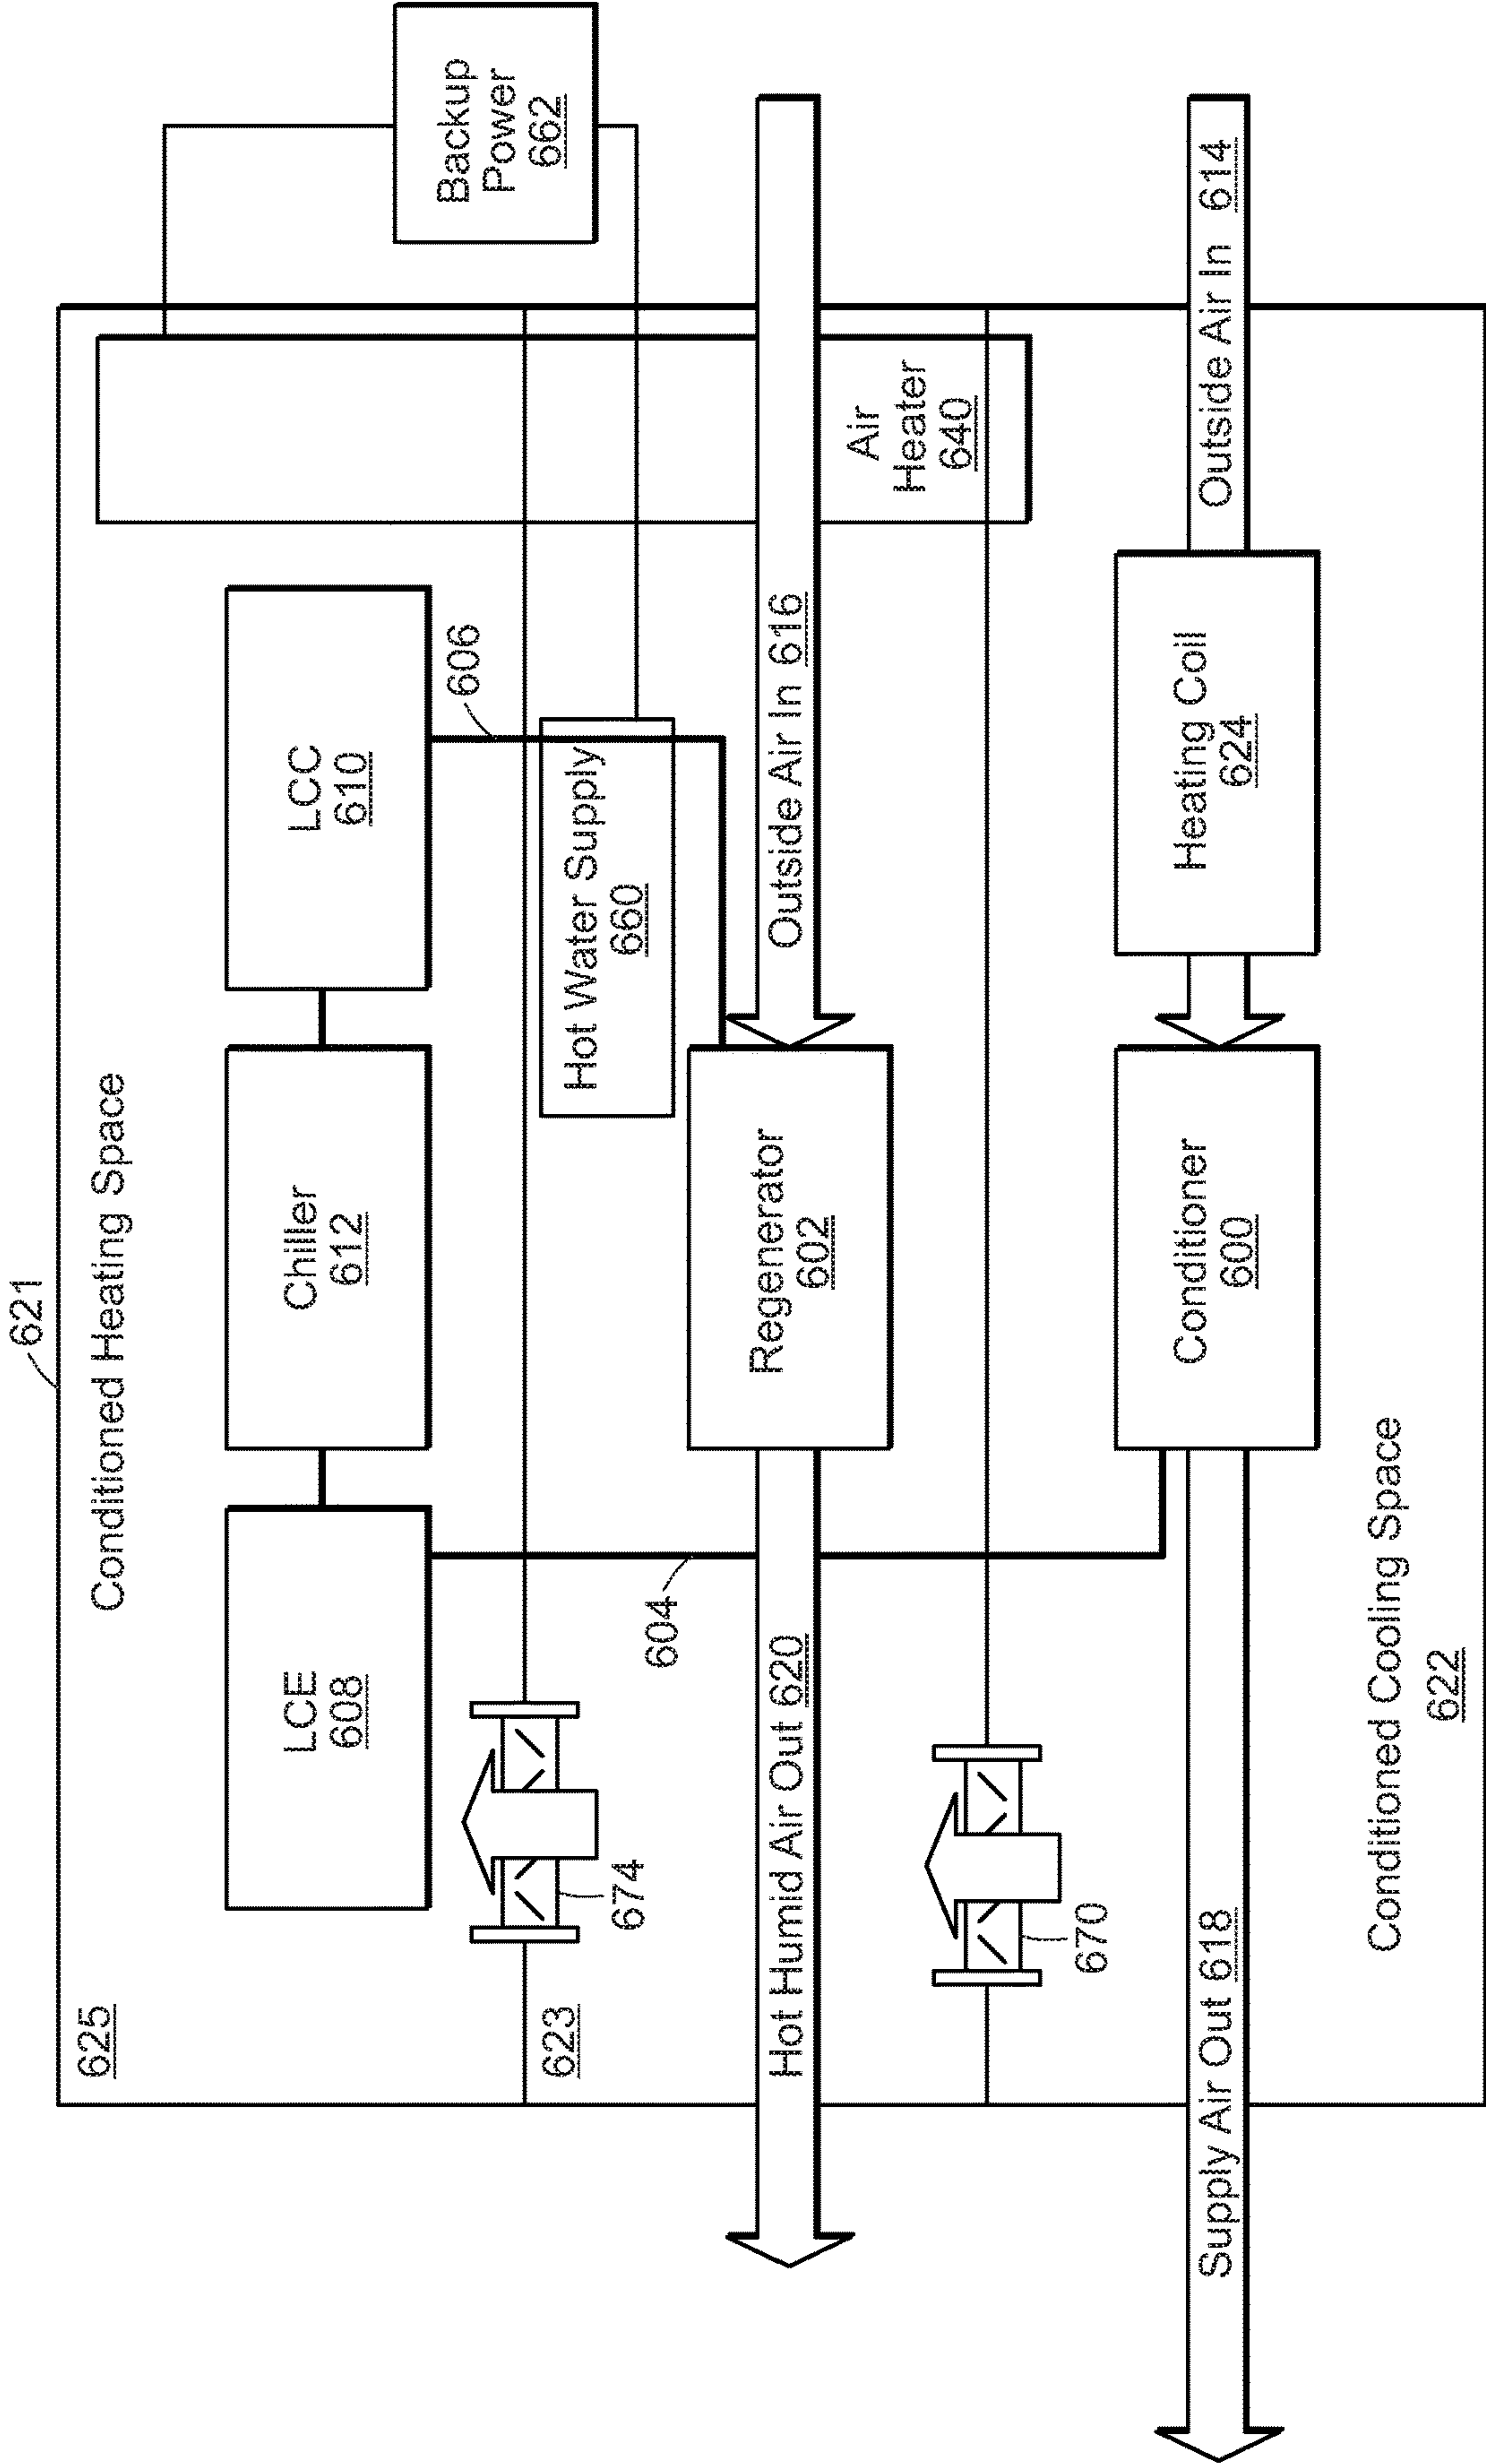 621
Conditioned Heating Space
625
LCE
608
Chiller
612
LCC
610
606
Backup
Power
662
674
623
604
Hot Water Supply
660
Hot Humid Air Out 620
Regenerator
602
Outside Air In 616
Air
Heater
640
670
Supply Air Out 618
Conditioner
600
Heating Coil
624
Outside Air In 614
Conditioned Cooling Space
622